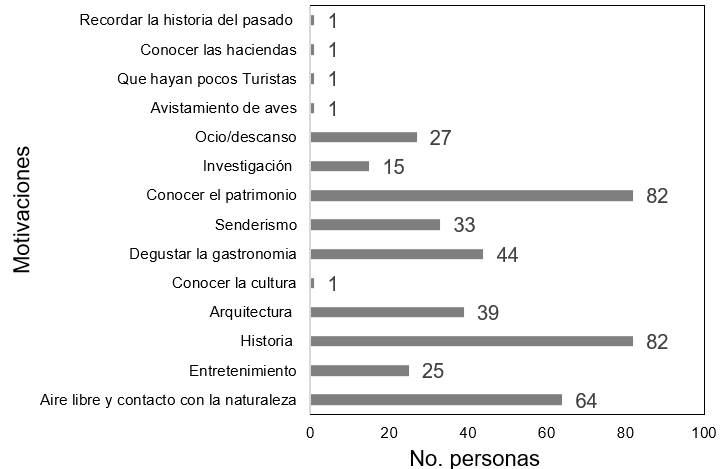 Recordar la historia del pasado 1
Conocer las haciendas 1
Que hayan pocos Turistas 1
Avistamiento de aves 1
Ocio/descanso 27
Investigación 15
Conocer el patrimonio 82
Senderismo 33
Degustar la gastronomia 44
Conocer la cultura 1
Arquitectura 39
Historia 82
Entretenimiento 25
Aire libre y contacto con la naturaleza 64
Motivaciones
0 20 40 60 80 100
No. personas